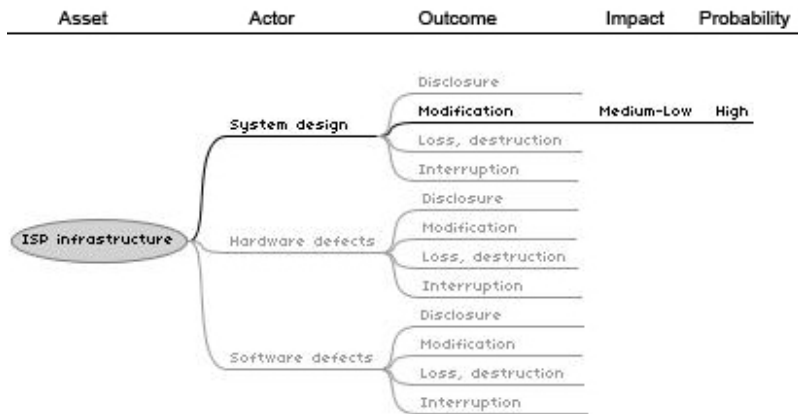 Asset Actor Outcome Impact Probability
Disclosure
Modification Medium-Low High
System design
Loss, destruction
Interruption
Disclosure
Modification
ISP infrastructure Hardware defects
Loss, destruction
Interruption
Disclosure
Modification
Software defects
Loss, destruction
Interruption